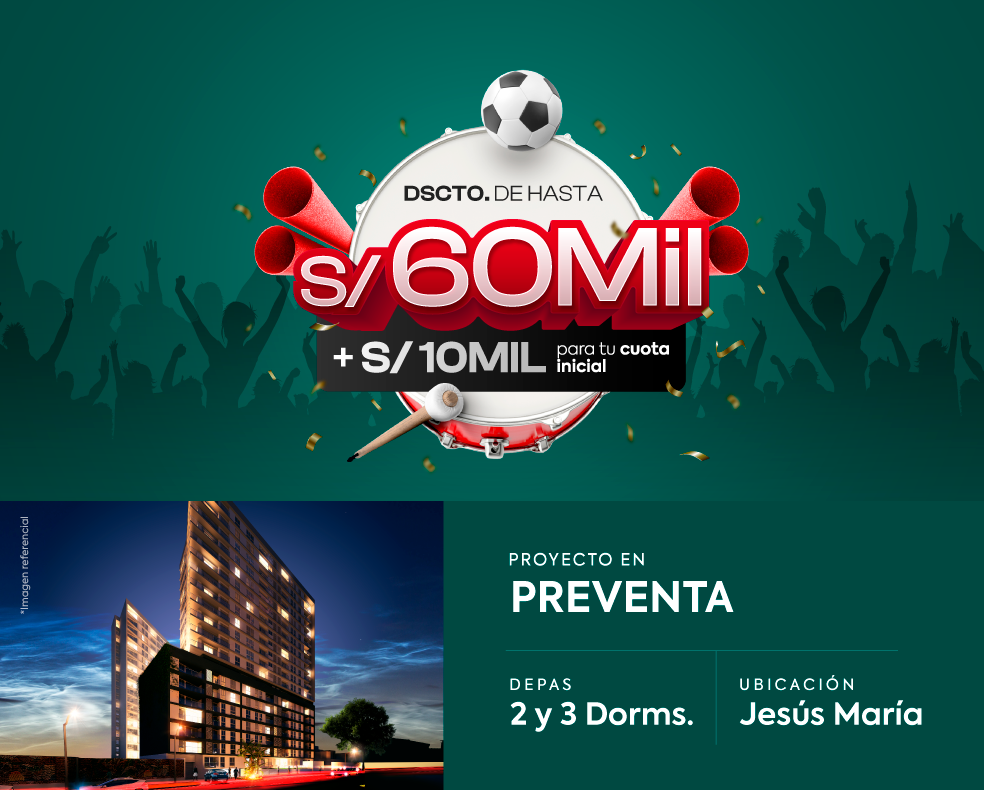 DSCTO. DE HASTA
S/ 60Mil
+ S/ 10MIL para tu cuota
inicial
*Imagen referencial
PROYECTO EN
PREVENTA
DEPAS
2 y 3 Dorms.
UBICACIÓN
Jesús María